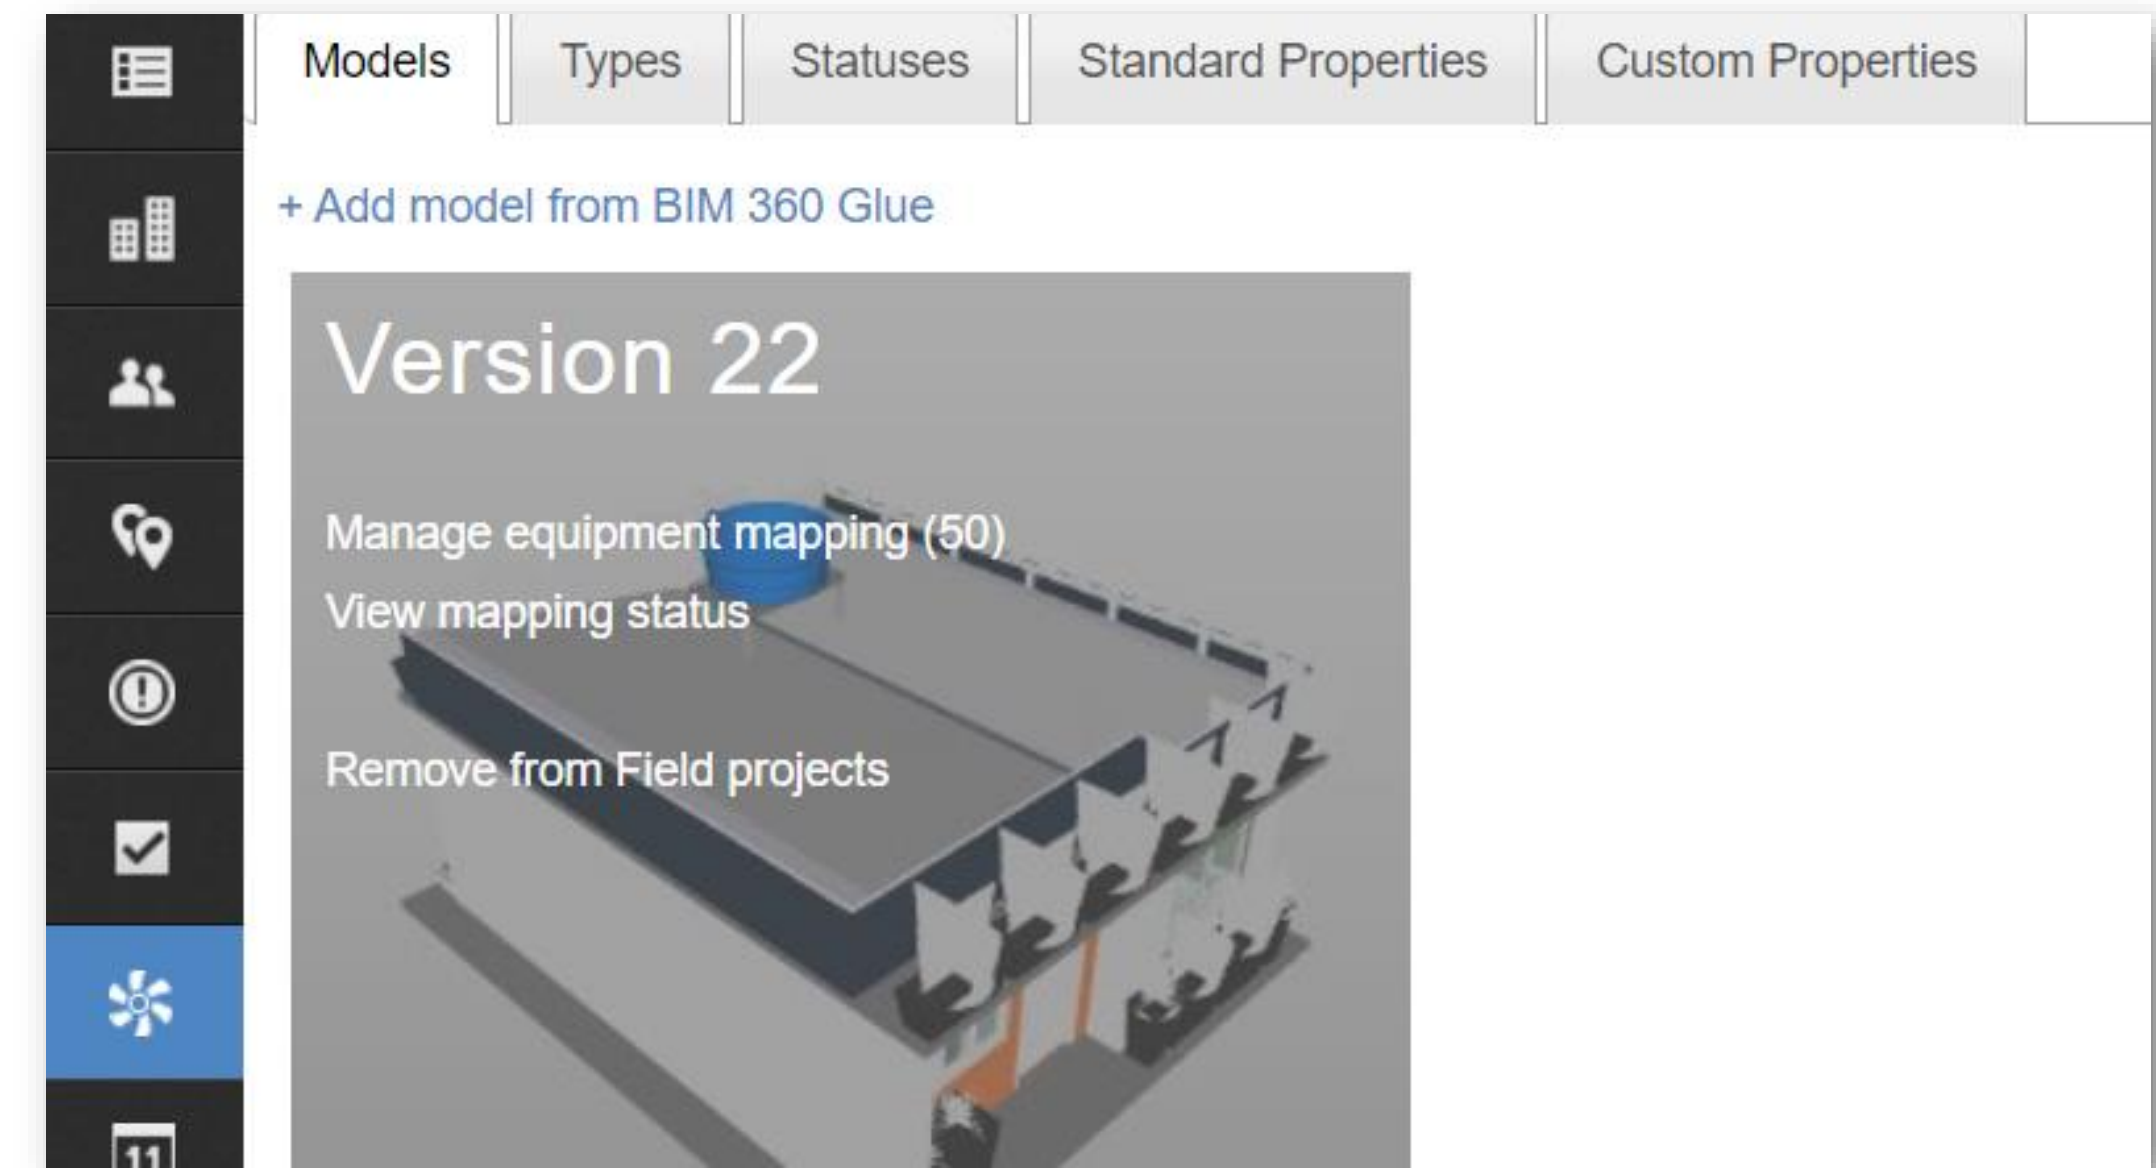 Models
Types
Statuses
Standard Properties
Custom Properties
+ Add model from BIM 360 Glue
Version 22
Manage equipment mapping (50)
View mapping status
Remove from Field projects
11